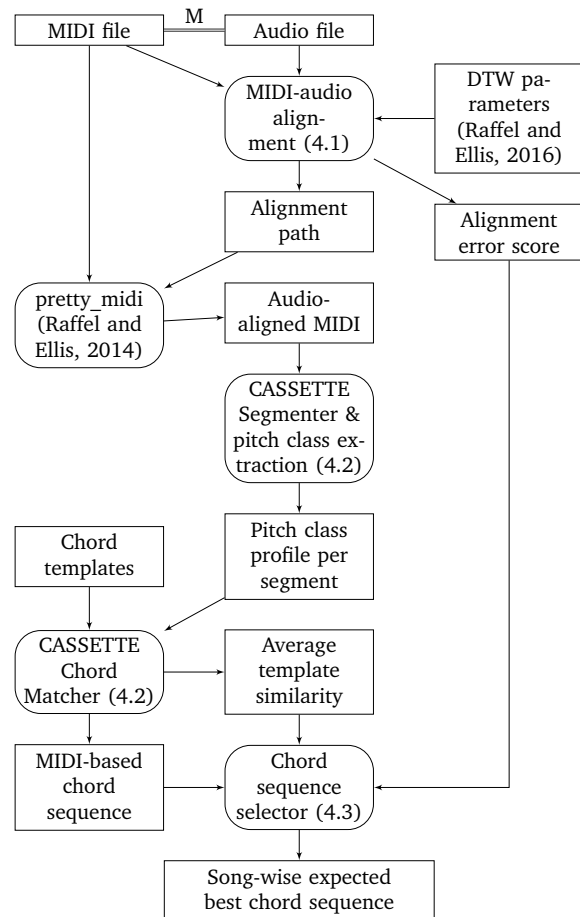 M
MIDI file
Audio file
MIDI-audio
align-
ment (4.1)
DTW pa-
rameters
(Raffel and
Ellis, 2016)
Alignment
path
Alignment
error score
pretty_midi
(Raffel and
Ellis, 2014)
Audio-
aligned MIDI
CASSETTE
Segmenter &
pitch class ex-
traction (4.2)
Chord
templates
Pitch class
profile per
segment
CASSETTE
Chord
Matcher (4.2)
Average
template
similarity
MIDI-based
chord
sequence
Chord
sequence
selector (4.3)
Song-wise expected
best chord sequence